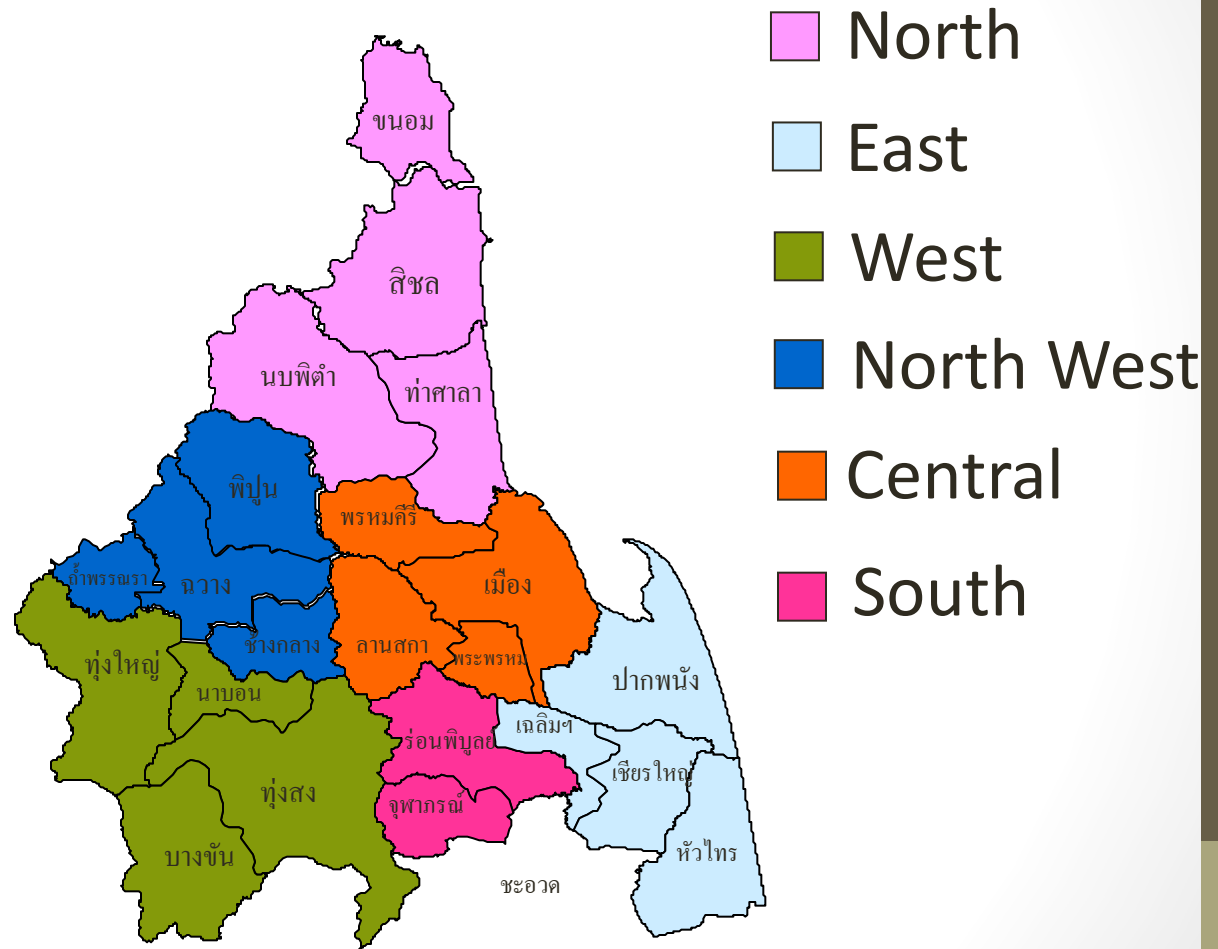 North
East
West
North West
Central
South
ขนอม
สิชล
นบพิตำ
ท่าศาลา
พิปูน
พรหมคีรี
ถ้ำพรรณรา
ฉวาง
เมือง
ช้างกลาง
ลานสกา
พระพรหม
ทุ่งใหญ่
นาบอน
ปากพนัง
เฉลิมฯ
ร่อนพิบูลย
เชียรใหญ่
ทุ่งสง
จุฬาภรณ์
บางขัน
หัวไทร
ชะอวด